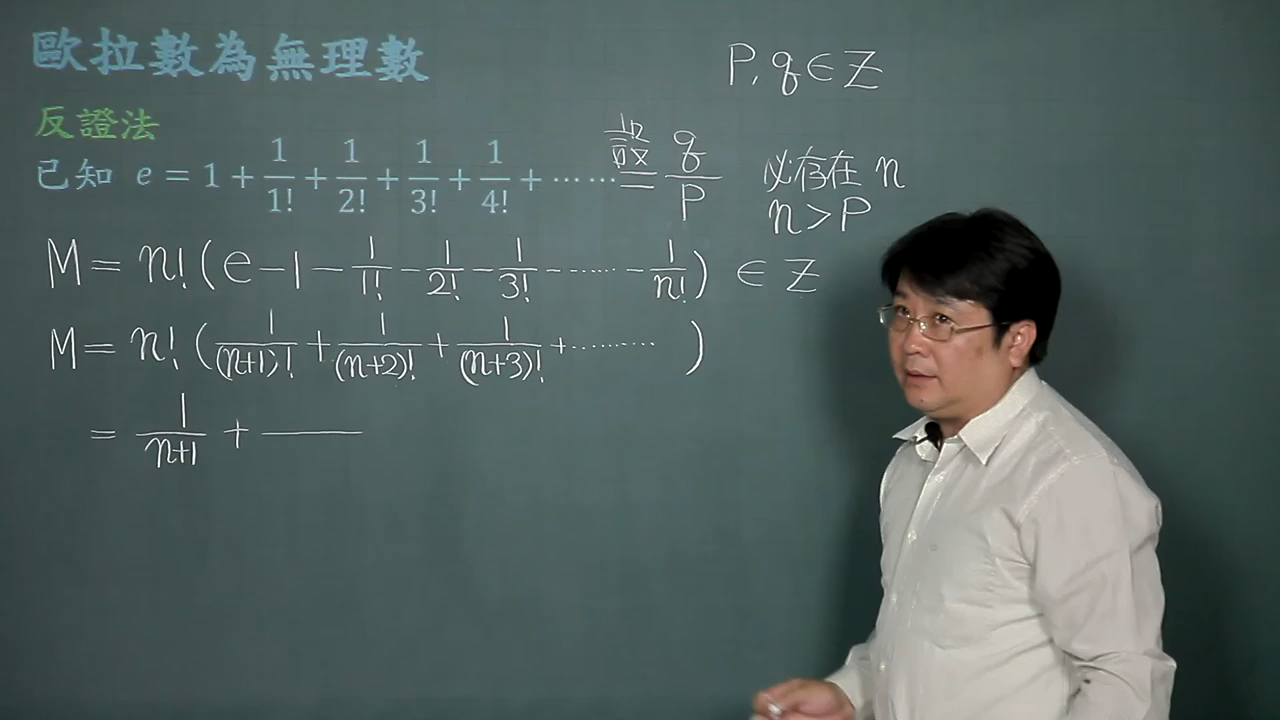 歐拉數為無理數
P, q ∈ Z
反證法
已知 e = 1 + 1/1! + 1/2! + 1/3! + 1/4! + ⋯⋯ 設= q/P
必存在 n
n > P
M = n! ( e − 1 − 1/1! − 1/2! − 1/3! − ⋯⋯ − 1/n! ) ∈ Z
M = n! ( 1/(n+1)! + 1/(n+2)! + 1/(n+3)! + ⋯⋯⋯ )
= 1/n+1 + —